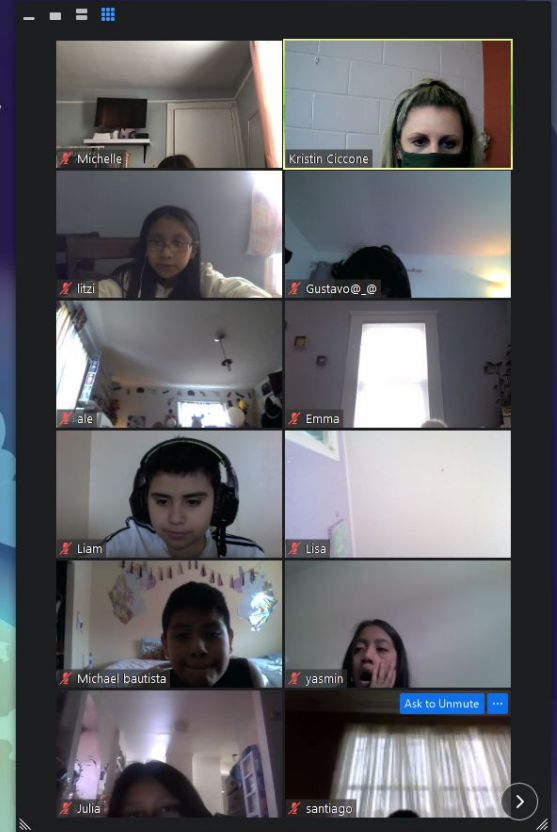 Michelle
Kristin Ciccone
litzi
Gustavo@_@
ale
Emma
Liam
Lisa
Michael bautista
yasmin
Ask to Unmute ...
Julia
santiago